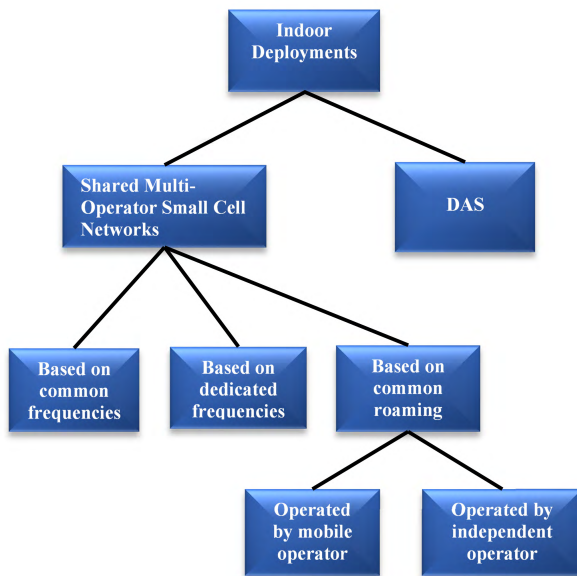 Indoor
Deployments
Shared Multi-
Operator Small Cell
Networks
DAS
Based on
common
frequencies
Based on
dedicated
frequencies
Based on
common
roaming
Operated
by mobile
operator
Operated by
independent
operator